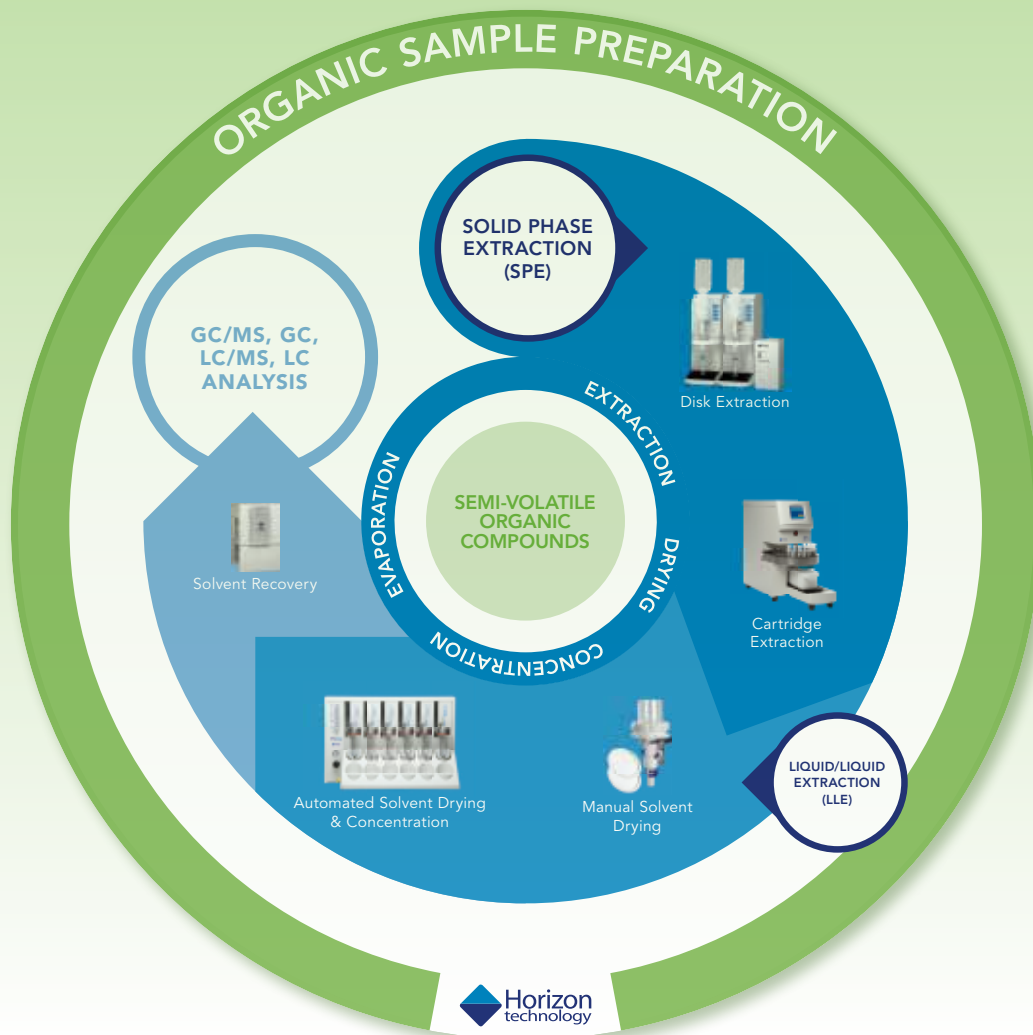 ORGANIC SAMPLE PREPARATION
SOLID PHASE
EXTRACTION
(SPE)
GC/MS, GC,
LC/MS, LC
ANALYSIS
Disk Extraction
EXTRACTION
DRYING
CONCENTRATION
EVAPORATION
SEMI-VOLATILE
ORGANIC
COMPOUNDS
Solvent Recovery
Cartridge
Extraction
LIQUID/LIQUID
EXTRACTION
(LLE)
Automated Solvent Drying
& Concentration
Manual Solvent
Drying
Horizon
technology